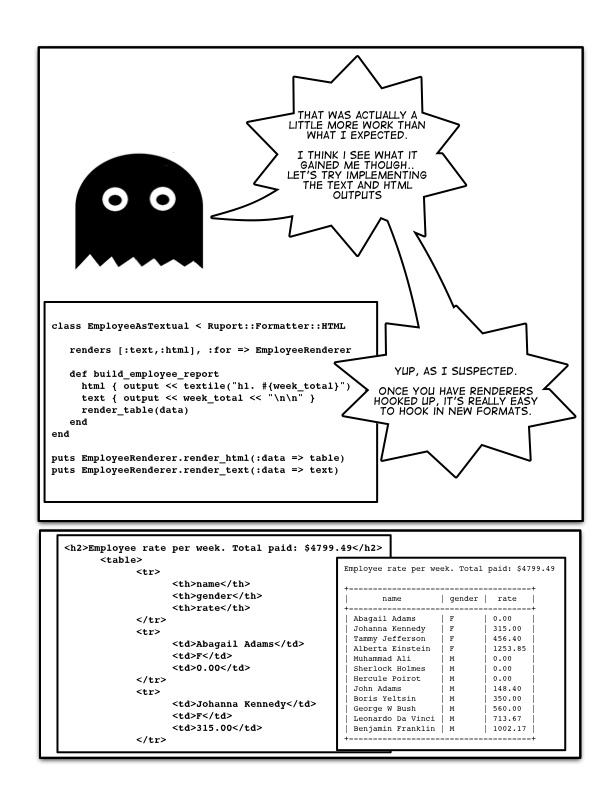 THAT WAS ACTUALLY A
LITTLE MORE WORK THAN
WHAT I EXPECTED.
I THINK I SEE WHAT IT
GAINED ME THOUGH..
LET'S TRY IMPLEMENTING
THE TEXT AND HTML
OUTPUTS
class EmployeeAsTextual < Ruport::Formatter::HTML
renders [:text,:html], :for => EmployeeRenderer
def build_employee_report
html { output << textile("h1. #{week_total}")
text { output << week_total << "\n\n" }
render_table(data)
end
end
puts EmployeeRenderer.render_html(:data => table)
puts EmployeeRenderer.render_text(:data => text)
YUP, AS I SUSPECTED.
ONCE YOU HAVE RENDERERS
HOOKED UP, IT'S REALLY EASY
TO HOOK IN NEW FORMATS.
<h2>Employee rate per week. Total paid: $4799.49</h2>
<table>
<tr>
<th>name</th>
<th>gender</th>
<th>rate</th>
</tr>
<tr>
<td>Abagail Adams</td>
<td>F</td>
<td>0.00</td>
</tr>
<tr>
<td>Johanna Kennedy</td>
<td>F</td>
<td>315.00</td>
</tr>
Employee rate per week. Total paid: $4799.49
+---------------------------------------+
| name | gender | rate |
+---------------------------------------+
| Abagail Adams | F | 0.00 |
| Johanna Kennedy | F | 315.00 |
| Tammy Jefferson | F | 456.40 |
| Alberta Einstein | F | 1253.85 |
| Muhammad Ali | M | 0.00 |
| Sherlock Holmes | M | 0.00 |
| Hercule Poirot | M | 0.00 |
| John Adams | M | 148.40 |
| Boris Yeltsin | M | 350.00 |
| George W Bush | M | 560.00 |
| Leonardo Da Vinci | M | 713.67 |
| Benjamin Franklin | M | 1002.17 |
+---------------------------------------+